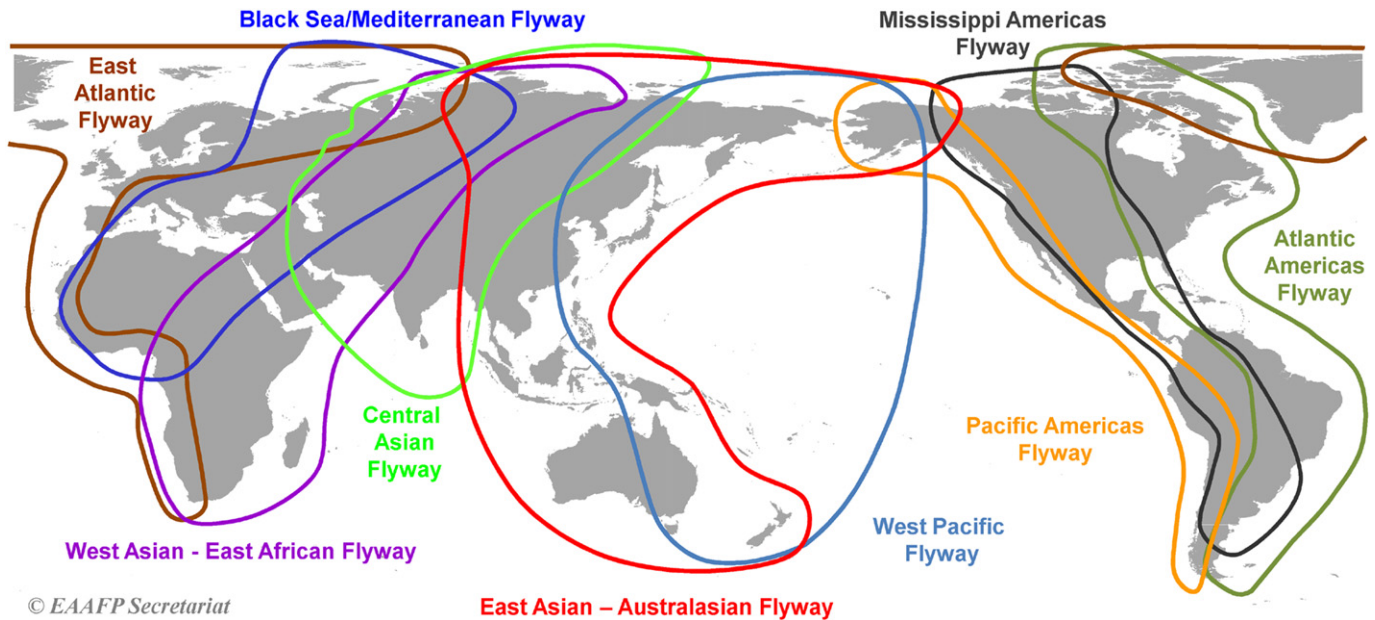 Black Sea/Mediterranean Flyway
Mississippi Americas
Flyway
East
Atlantic
Flyway
Atlantic
Americas
Flyway
Central
Asian
Flyway
Pacific Americas
Flyway
West Pacific
Flyway
West Asian - East African Flyway
© EAAFP Secretariat
East Asian – Australasian Flyway